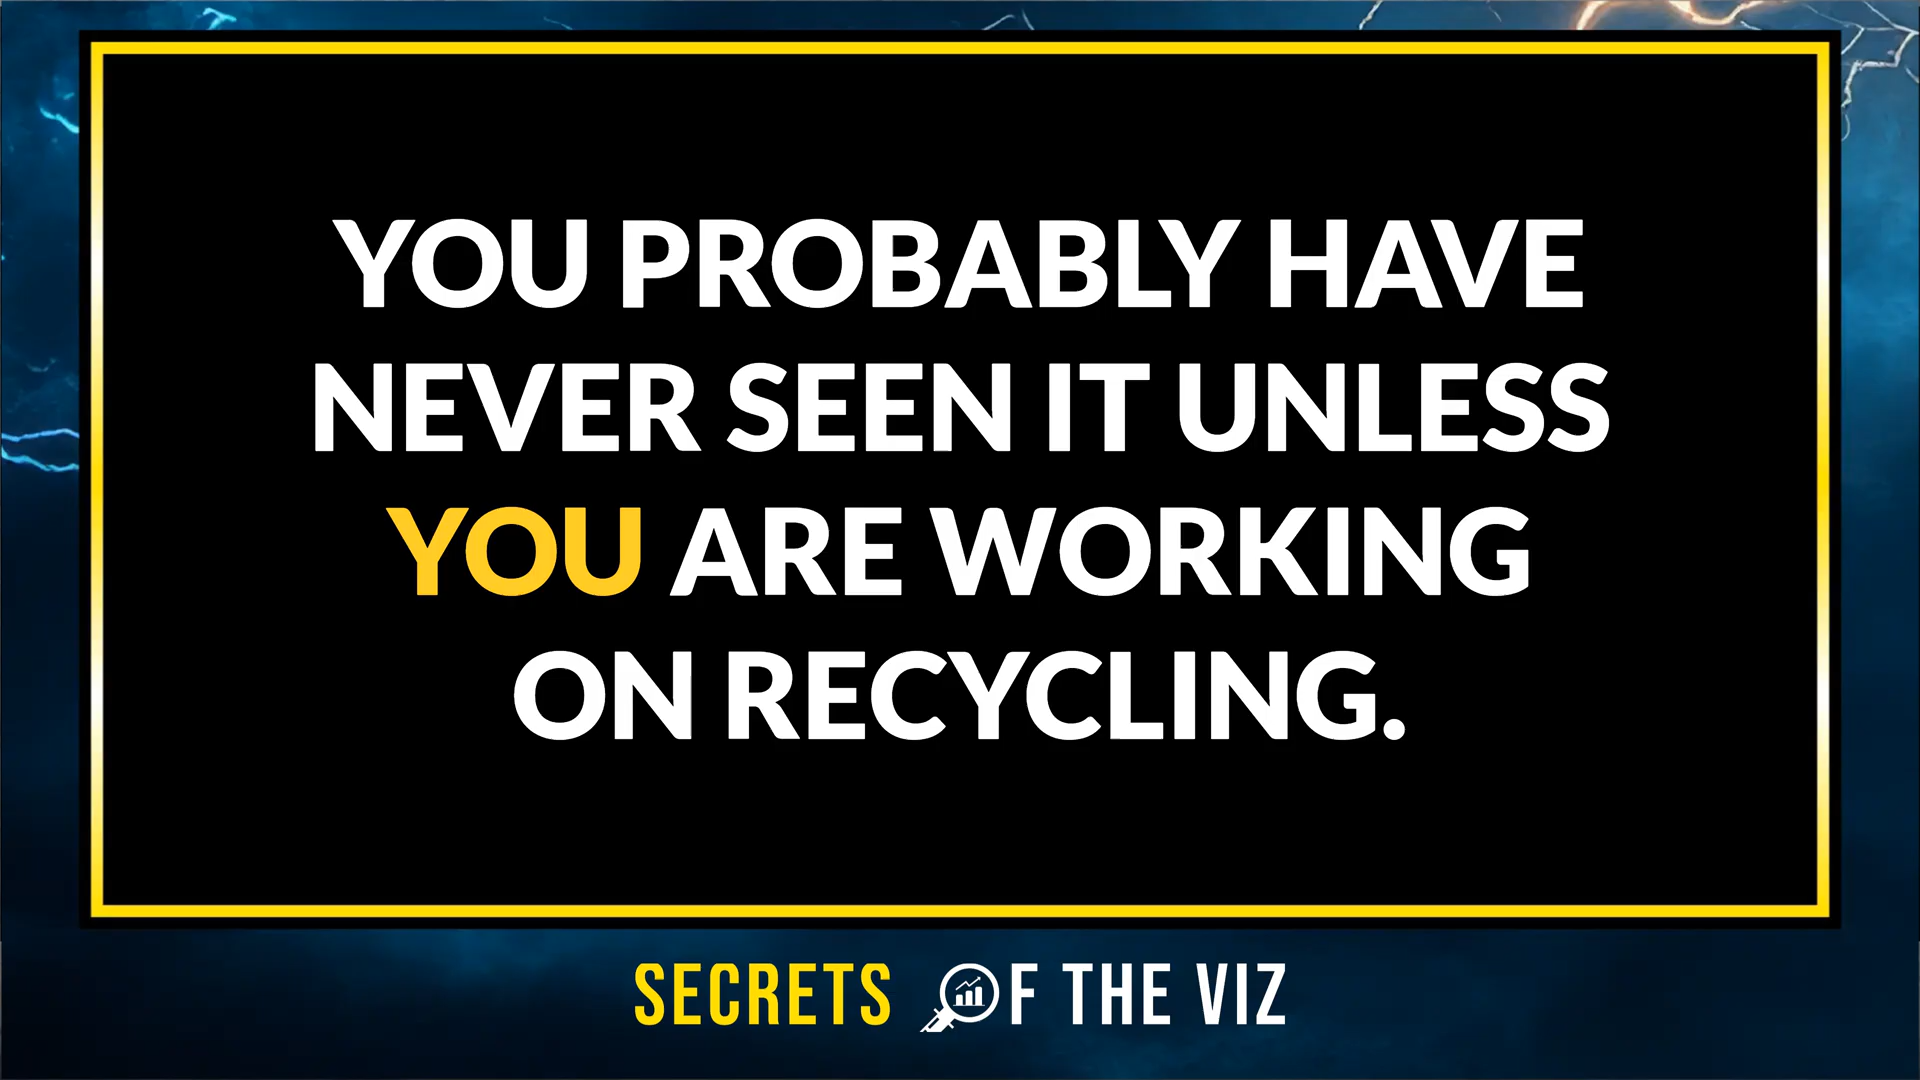 YOU PROBABLY HAVE
NEVER SEEN IT UNLESS
YOU ARE WORKING
ON RECYCLING.
SECRETS OF THE VIZ